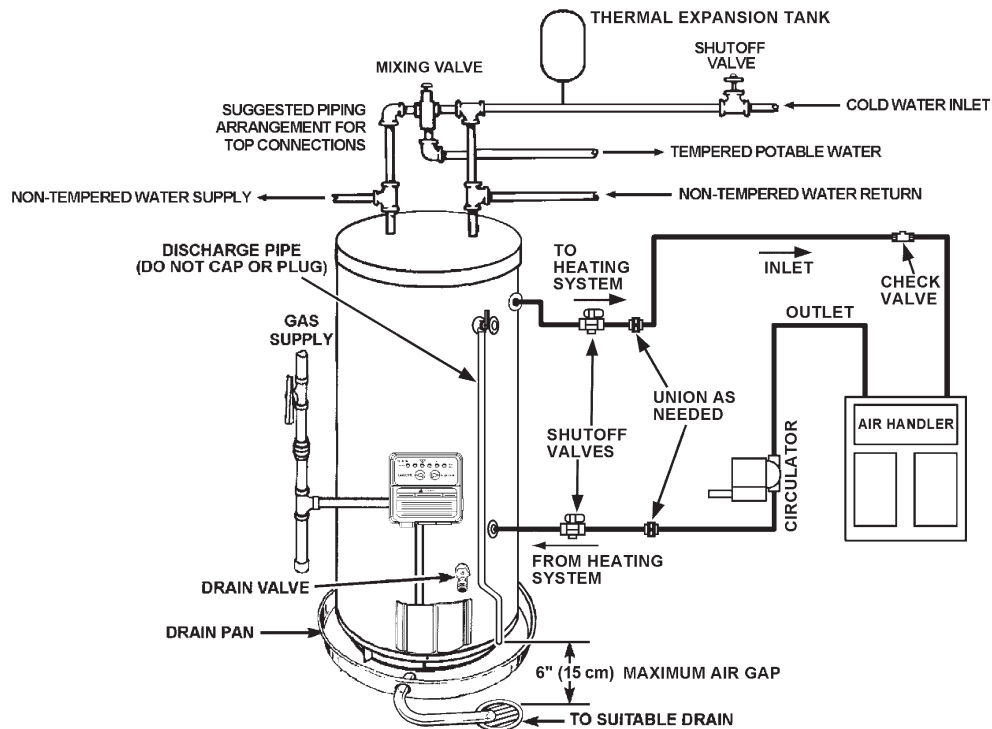 THERMAL EXPANSION TANK
SHUTOFF
VALVE
MIXING VALVE
COLD WATER INLET
SUGGESTED PIPING
ARRANGEMENT FOR
TOP CONNECTIONS
TEMPERED POTABLE WATER
NON-TEMPERED WATER SUPPLY
NON-TEMPERED WATER RETURN
DISCHARGE PIPE
(DO NOT CAP OR PLUG)
TO
HEATING
SYSTEM
INLET
CHECK
VALVE
OUTLET
GAS
SUPPLY
UNION AS
NEEDED
AIR HANDLER
SHUTOFF
VALVES
CIRCULATOR
FROM HEATING
SYSTEM
DRAIN VALVE
DRAIN PAN
6" (15 cm) MAXIMUM AIR GAP
TO SUITABLE DRAIN